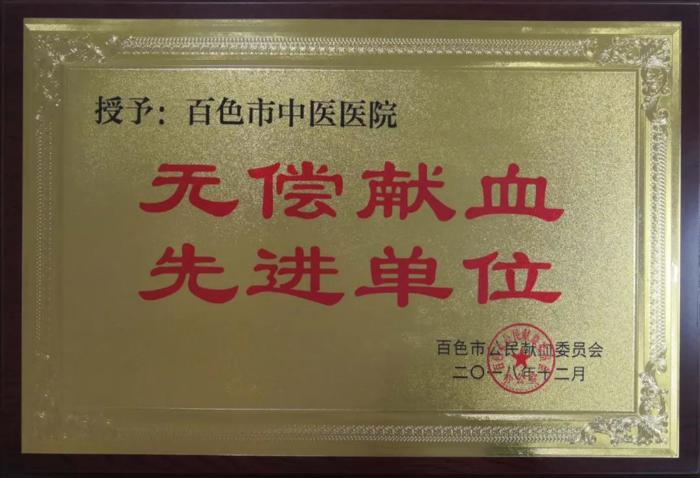 授予：百色市中医医院
无偿献血
先进单位
百色市公民献血委员会
二〇一八年十二月